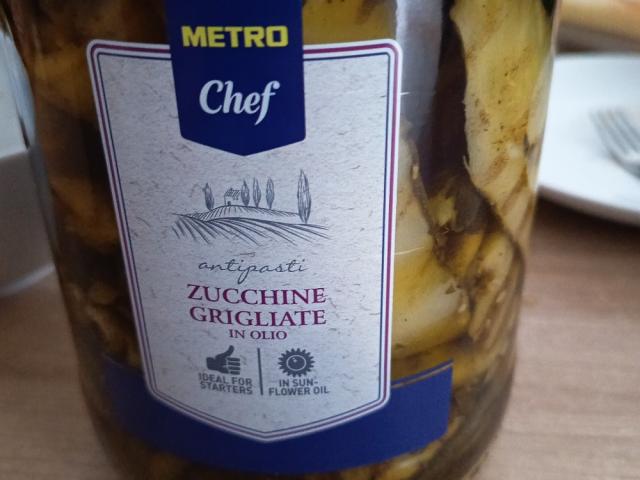 METRO
Chef
antipasti
ZUCCHINE
GRIGLIATE
IN OLIO
IDEAL FOR
STARTERS
IN SUN-
FLOWER OIL